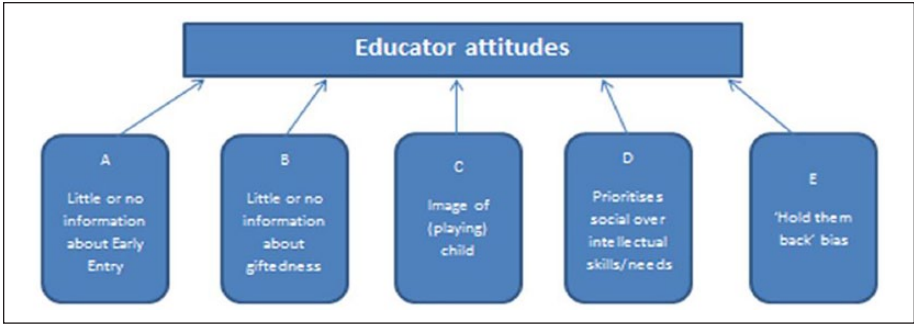 Educator attitudes
A
Little or no
information
about Early
Entry
B
Little or no
information
about
giftedness
C
Image of
(playing)
child
D
Prioritises
social over
intellectual
skills/needs
E
'Hold them
back' bias